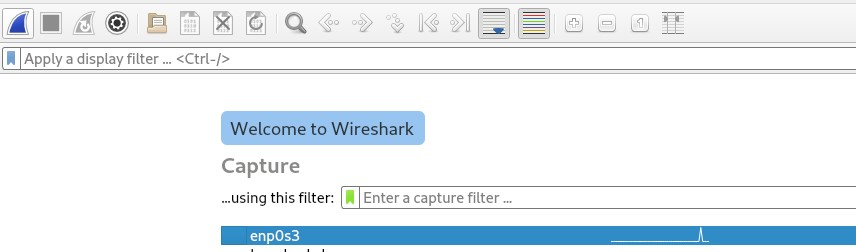 Apply a display filter … <Ctrl-/>
Welcome to Wireshark
Capture
…using this filter: Enter a capture filter …
enp0s3